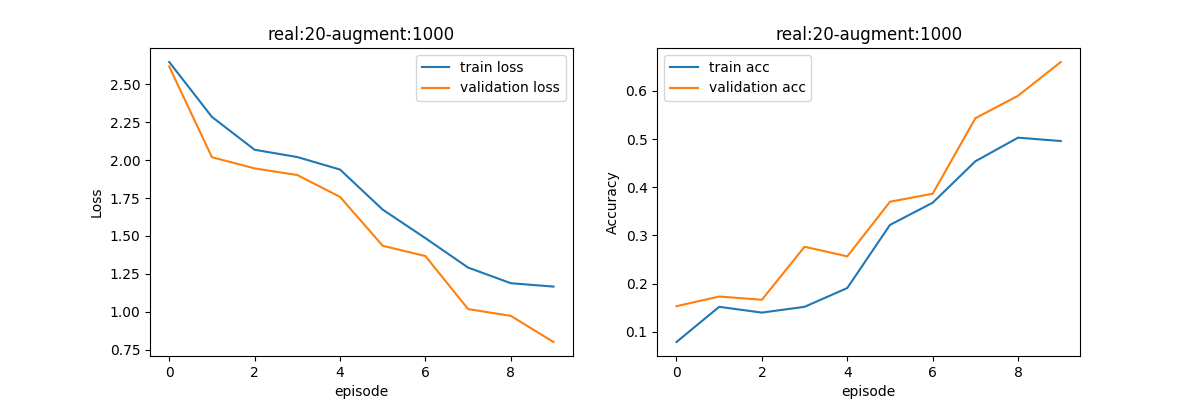 real:20-augment:1000
train loss
validation loss
2.50
2.25
2.00
1.75
1.50
1.25
1.00
0.75
Loss
0 2 4 6 8
episode
real:20-augment:1000
train acc
validation acc
0.6
0.5
0.4
0.3
0.2
0.1
Accuracy
0 2 4 6 8
episode